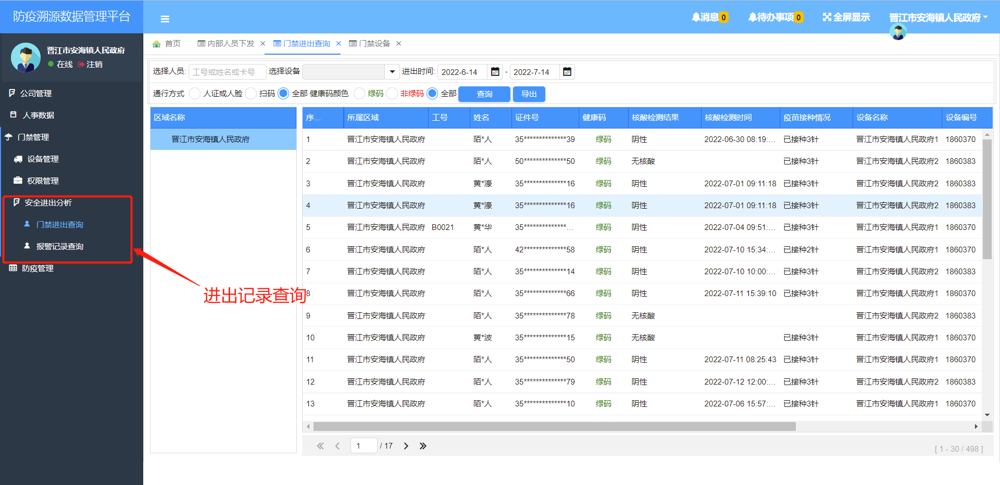 防疫溯源数据管理平台
消息 0
待办事项 0
全屏显示
晋江市安海镇人民政府
晋江市安海镇人民政府
在线 注销
公司管理
人事数据
门禁管理
设备管理
权限管理
安全进出分析
门禁进出查询
报警记录查询
防疫管理
首页 内部人员下发 × 门禁进出查询 × 门禁设备 ×
选择人员: 工号或姓名或卡号 选择设备 进出时间: 2022-6-14 - 2022-7-14
通行方式 人证或人脸 扫码 全部 健康码颜色 绿码 非绿码 全部 查询 导出
区域名称
晋江市安海镇人民政府
进出记录查询
序... 所属区域 工号 姓名 证件号 健康码 核酸检测结果 核酸检测时间 疫苗接种情况 设备名称 设备编号
1 晋江市安海镇人民政府 陌*人 35**************39 绿码 阴性 2022-06-30 08:19:... 已接种3针 晋江市安海镇人民政府1 1860370
2 晋江市安海镇人民政府 陌*人 50**************50 绿码 无核酸 已接种3针 晋江市安海镇人民政府2 1860383
3 晋江市安海镇人民政府 黄*濠 35**************16 绿码 阴性 2022-07-01 09:11:18 已接种3针 晋江市安海镇人民政府2 1860383
4 晋江市安海镇人民政府 黄*濠 35**************16 绿码 阴性 2022-07-01 09:11:18 已接种3针 晋江市安海镇人民政府2 1860383
5 晋江市安海镇人民政府 B0021 黄*华 35**************... 绿码 阴性 2022-07-04 09:51:... 已接种3针 晋江市安海镇人民政府1 1860370
6 晋江市安海镇人民政府 陌*人 42**************58 绿码 阴性 2022-07-10 15:34:... 已接种2针 晋江市安海镇人民政府1 1860370
7 晋江市安海镇人民政府 陌*人 35**************14 绿码 阴性 2022-07-10 10:00:... 已接种3针 晋江市安海镇人民政府2 1860383
8 晋江市安海镇人民政府 陌*人 35**************66 绿码 阴性 2022-07-11 15:39:10 已接种3针 晋江市安海镇人民政府1 1860370
9 晋江市安海镇人民政府 陌*人 35**************78 绿码 无核酸 晋江市安海镇人民政府2 1860383
10 晋江市安海镇人民政府 黄*波 35**************15 绿码 无核酸 已接种3针 晋江市安海镇人民政府1 1860370
11 晋江市安海镇人民政府 陌*人 35**************50 绿码 阴性 2022-07-11 08:25:43 已接种3针 晋江市安海镇人民政府1 1860370
12 晋江市安海镇人民政府 陌*人 35**************79 绿码 阴性 2022-07-12 12:00:... 已接种3针 晋江市安海镇人民政府2 1860383
13 晋江市安海镇人民政府 陌*人 35**************10 绿码 阴性 2022-07-06 15:57:... 已接种3针 晋江市安海镇人民政府1 1860370
1 / 17
[ 1 - 30 / 498 ]